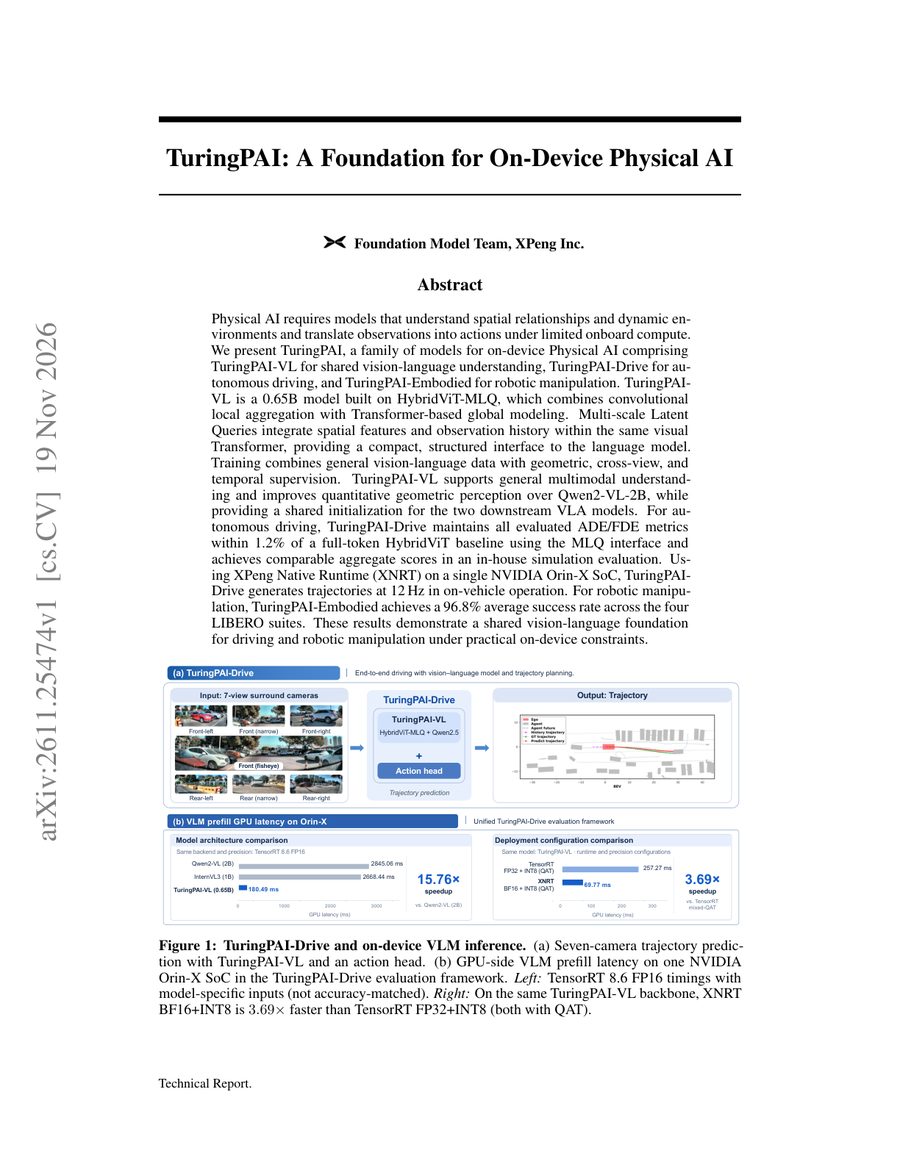 TuringPAI: A Foundation for On-Device Physical AI
Foundation Model Team, XPeng Inc.
Abstract
Physical AI requires models that understand spatial relationships and dynamic en-
vironments and translate observations into actions under limited onboard compute.
We present TuringPAI, a family of models for on-device Physical AI comprising
TuringPAI-VL for shared vision-language understanding, TuringPAI-Drive for au-
tonomous driving, and TuringPAI-Embodied for robotic manipulation. TuringPAI-
VL is a 0.65B model built on HybridViT-MLQ, which combines convolutional
local aggregation with Transformer-based global modeling. Multi-scale Latent
Queries integrate spatial features and observation history within the same visual
Transformer, providing a compact, structured interface to the language model.
Training combines general vision-language data with geometric, cross-view, and
temporal supervision. TuringPAI-VL supports general multimodal understand-
ing and improves quantitative geometric perception over Qwen2-VL-2B, while
providing a shared initialization for the two downstream VLA models. For au-
tonomous driving, TuringPAI-Drive maintains all evaluated ADE/FDE metrics
within 1.2% of a full-token HybridViT baseline using the MLQ interface and
achieves comparable aggregate scores in an in-house simulation evaluation. Us-
ing XPeng Native Runtime (XNRT) on a single NVIDIA Orin-X SoC, TuringPAI-
Drive generates trajectories at 12 Hz in on-vehicle operation. For robotic manipu-
lation, TuringPAI-Embodied achieves a 96.8% average success rate across the four
LIBERO suites. These results demonstrate a shared vision-language foundation
for driving and robotic manipulation under practical on-device constraints.
arXiv:2611.25474v1 [cs.CV] 19 Nov 2026
(a) TuringPAI-Drive
End-to-end driving with vision–language model and trajectory planning.
Input: 7-view surround cameras
Front-left
Front (narrow)
Front-right
Front (fisheye)
Rear-left
Rear (narrow)
Rear-right
TuringPAI-Drive
TuringPAI-VL
HybridViT-MLQ + Qwen2.5
+
Action head
Trajectory prediction
Output: Trajectory
Ego
Agent
Agent future
History trajectory
GT trajectory
Predict trajectory
BEV
(b) VLM prefill GPU latency on Orin-X
Unified TuringPAI-Drive evaluation framework
Model architecture comparison
Same backend and precision: TensorRT 8.6 FP16
Qwen2-VL (2B)
2845.06 ms
InternVL3 (1B)
2668.44 ms
TuringPAI-VL (0.65B)
180.49 ms
0 1000 2000 3000
GPU latency (ms)
15.76×
speedup
vs. Qwen2-VL (2B)
Deployment configuration comparison
Same model: TuringPAI-VL · runtime and precision configurations
TensorRT
FP32 + INT8 (QAT)
257.27 ms
XNRT
BF16 + INT8 (QAT)
69.77 ms
0 100 200 300
GPU latency (ms)
3.69×
speedup
vs. TensorRT
mixed-QAT
Figure 1: TuringPAI-Drive and on-device VLM inference. (a) Seven-camera trajectory predic-
tion with TuringPAI-VL and an action head. (b) GPU-side VLM prefill latency on one NVIDIA
Orin-X SoC in the TuringPAI-Drive evaluation framework. Left: TensorRT 8.6 FP16 timings with
model-specific inputs (not accuracy-matched). Right: On the same TuringPAI-VL backbone, XNRT
BF16+INT8 is 3.69× faster than TensorRT FP32+INT8 (both with QAT).
Technical Report.